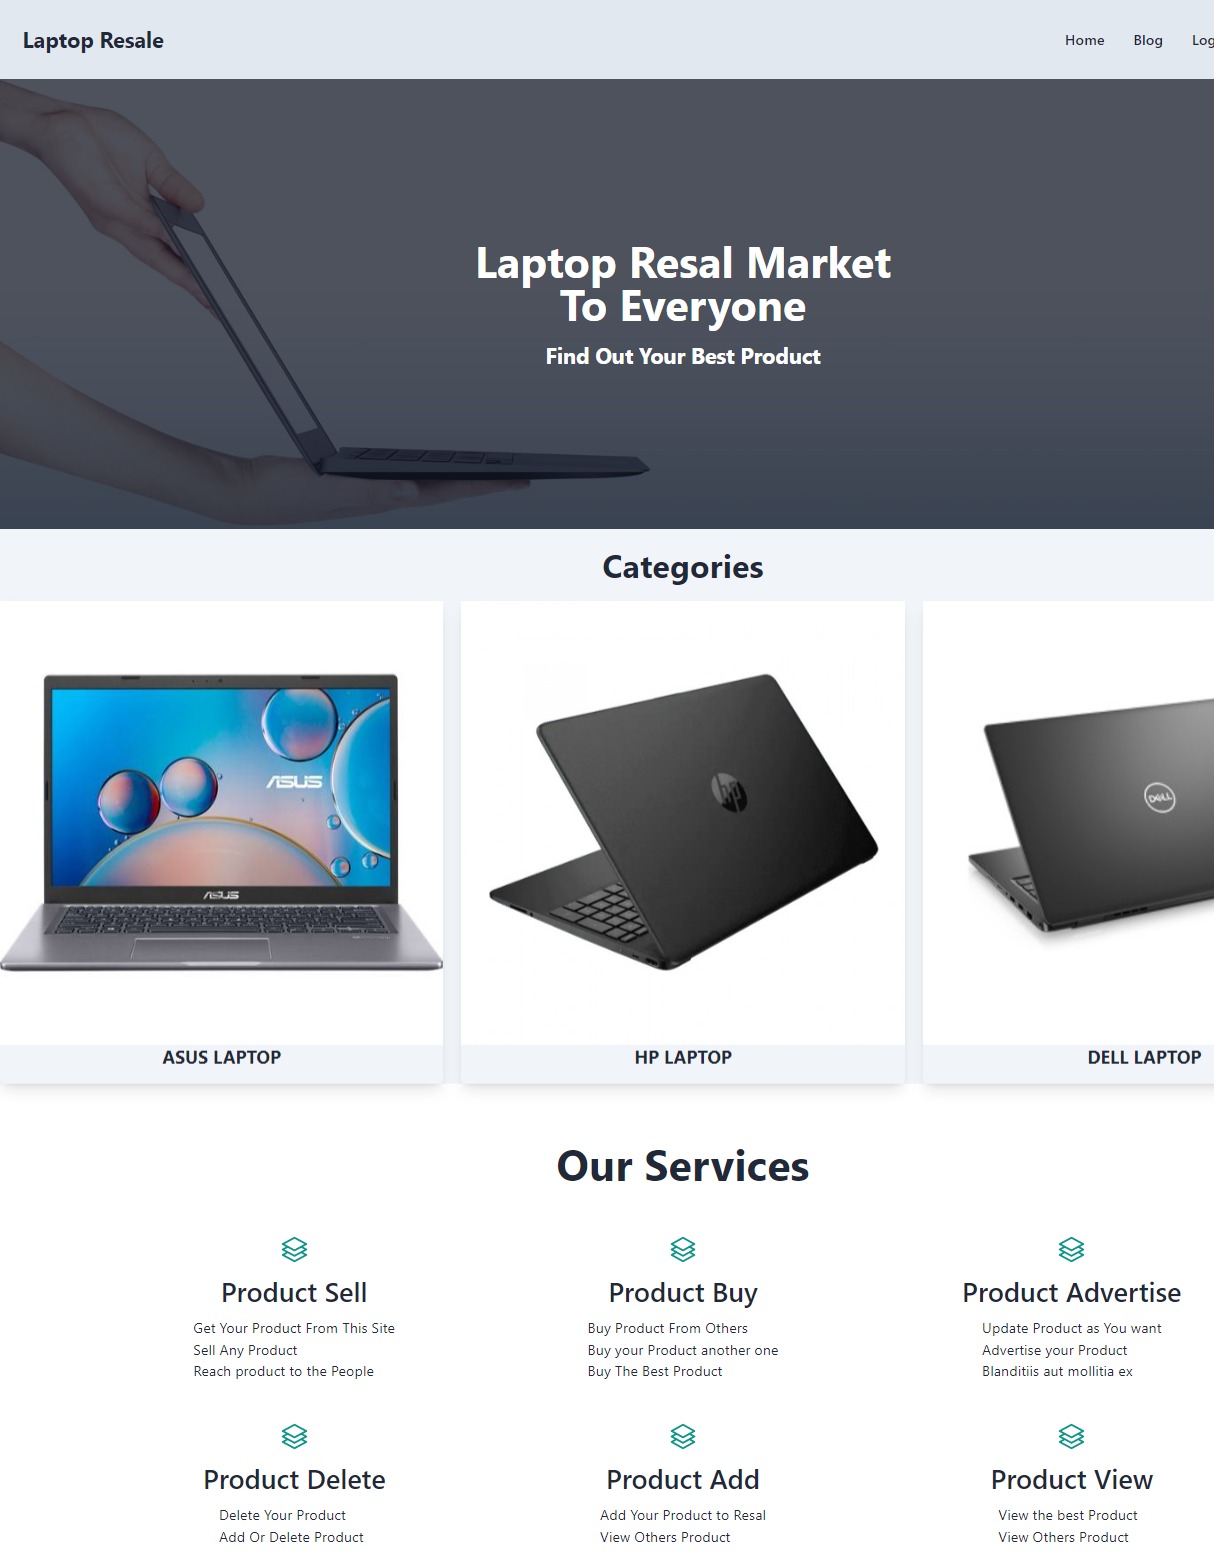 Laptop Resale
Home Blog
Laptop Resal Market
To Everyone
Find Out Your Best Product
Categories
ASUS
ASUS
hp
DELL
ASUS LAPTOP
HP LAPTOP
DELL LAPTOP
Our Services
Product Sell
Get Your Product From This Site
Sell Any Product
Reach product to the People
Product Buy
Buy Product From Others
Buy your Product another one
Buy The Best Product
Product Advertise
Update Product as You want
Advertise your Product
Blanditiis aut mollitia ex
Product Delete
Delete Your Product
Add Or Delete Product
Product Add
Add Your Product to Resal
View Others Product
Product View
View the best Product
View Others Product